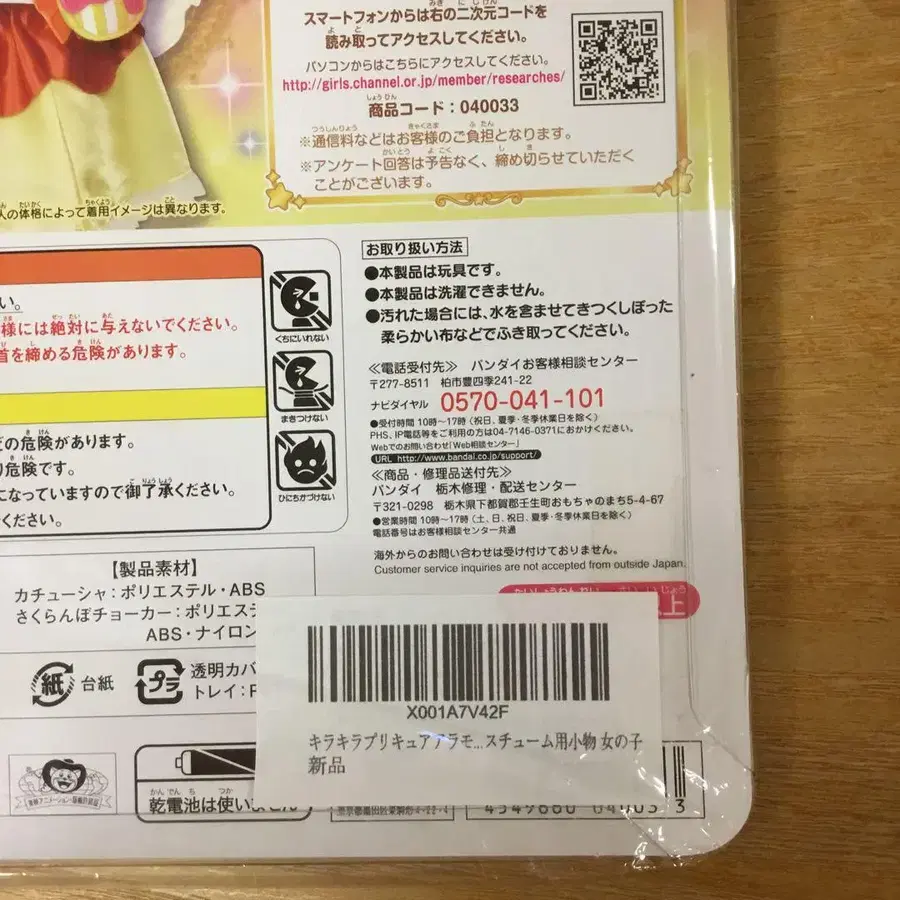 スマートフォンからは右の二次元コードを
読み取ってアクセスしてください。
パソコンからはこちらにアクセスしてください。
http://girls.channel.or.jp/member/researches/
商品コード：040033
※通信料などはお客様のご負担となります。
※アンケート回答は予告なく、締め切らせていただく
ことがございます。
人の体格によって着用イメージは異なります。
い。
様には絶対に与えないでください。
首を締める危険があります。
の危険があります。
り危険です。
になっていますので御了承ください。
ください。
くちにいれない
まきつけない
ひにちかづけない
お取り扱い方法
●本製品は玩具です。
●本製品は洗濯できません。
●汚れた場合には、水を含ませてきつくしぼった
柔らかい布などでふき取ってください。
≪電話受付先≫ バンダイお客様相談センター
〒277-8511 柏市豊四季241-22
ナビダイヤル 0570-041-101
●受付時間 10時～17時 (祝日、夏季・冬季休業日を除く)
PHS、IP電話等をご利用の方は04-7146-0371におかけください。
Webでのお問い合わせ「Web相談センター」
URL http://www.bandai.co.jp/support/
≪商品・修理品送付先≫
バンダイ 栃木修理・配送センター
〒321-0298 栃木県下都賀郡壬生町おもちゃのまち5-4-67
●営業時間 10時～17時 (土、日、祝日、夏季・冬季休業日を除く)
電話番号はお客様相談センター共通
海外からのお問い合わせは受け付けておりません。
Customer service inquiries are not accepted from outside Japan.
上
【製品素材】
カチューシャ：ポリエステル・ABS
さくらんぼチョーカー：ポリエステ
ABS・ナイロン
紙 台紙
プラ 透明カバ
トレイ：P
X001A7V42F
キラキラプリキュアアラモ...スチューム用小物 女の子
新品
乾電池は使いません
東映アニメーション・版権許諾証
4549660 040033